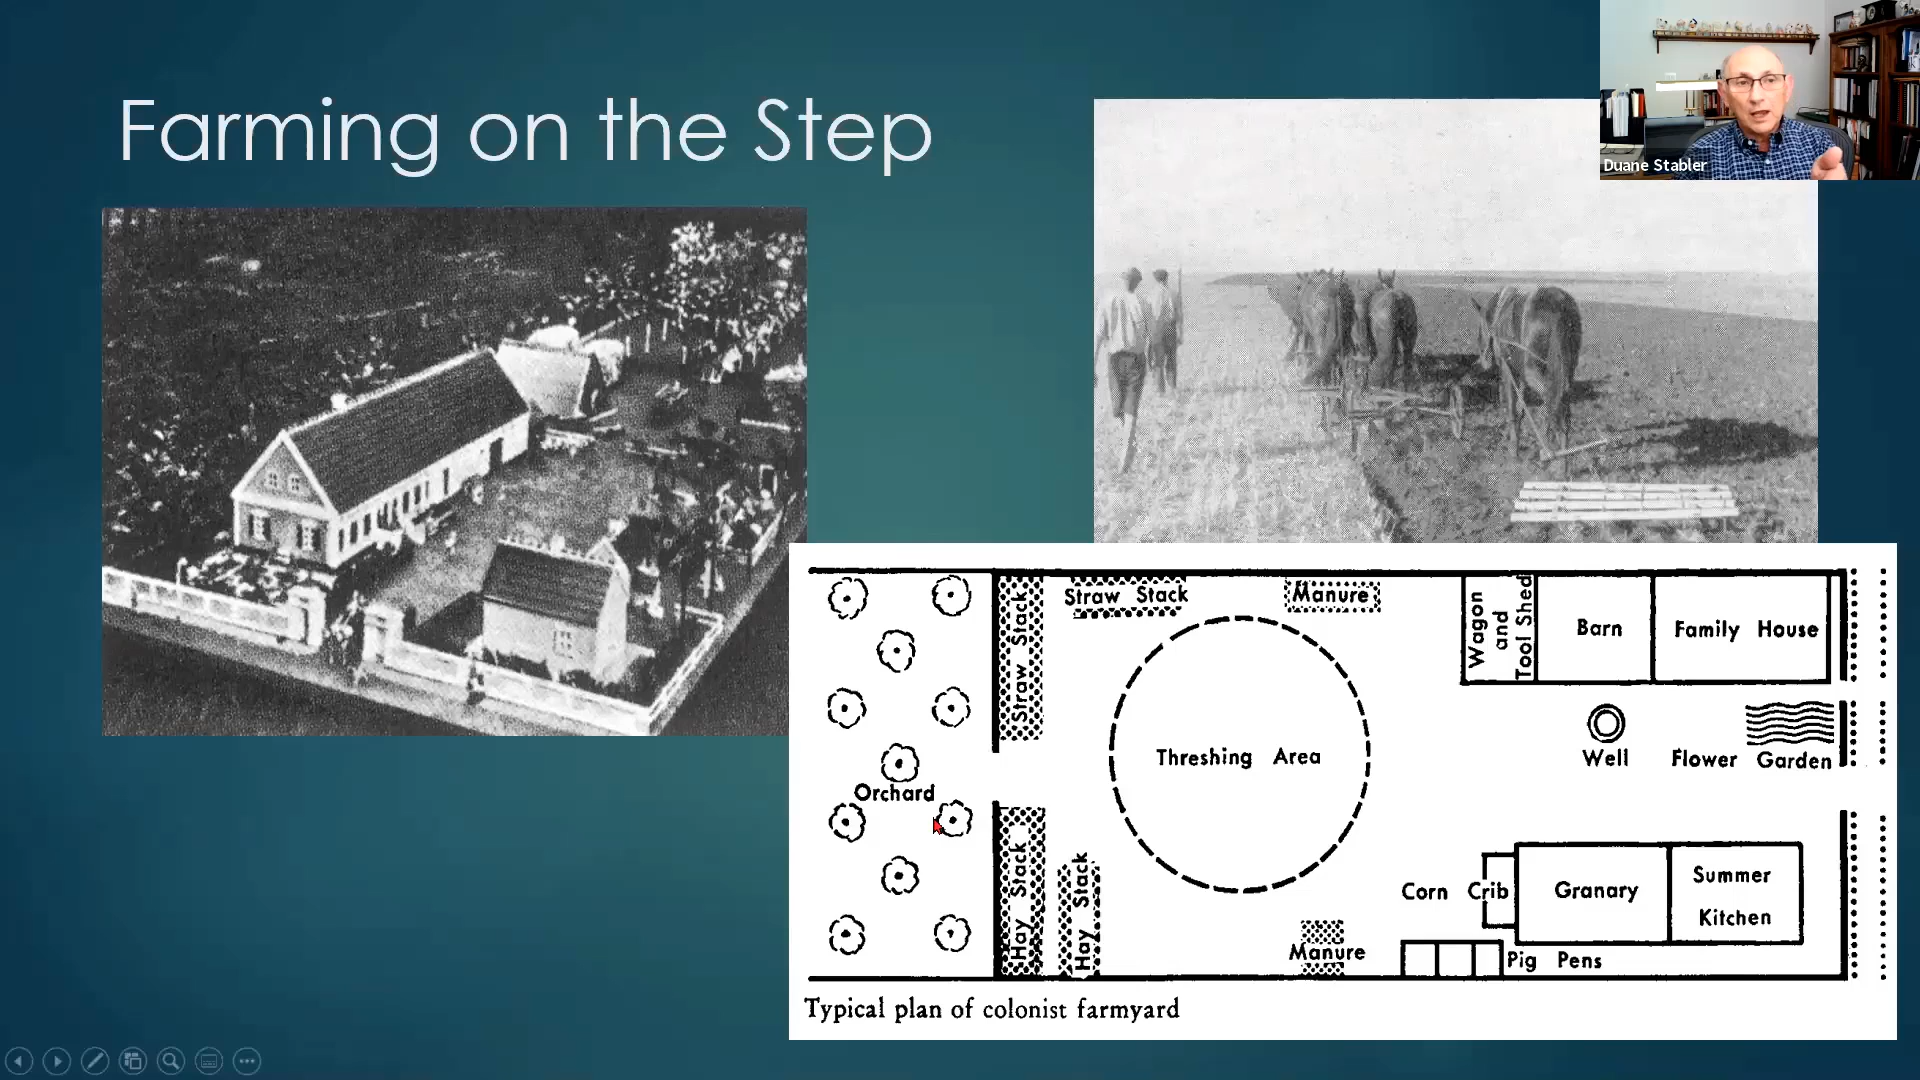 Farming on the Step
Duane Stabler
Straw Stack
Straw Stack
Manure
Wagon
and
Tool Shed
Barn
Family House
Threshing Area
Well
Flower Garden
Orchard
Hay Stack
Hay Stack
Corn Crib
Granary
Summer
Kitchen
Manure
Pig Pens
Typical plan of colonist farmyard